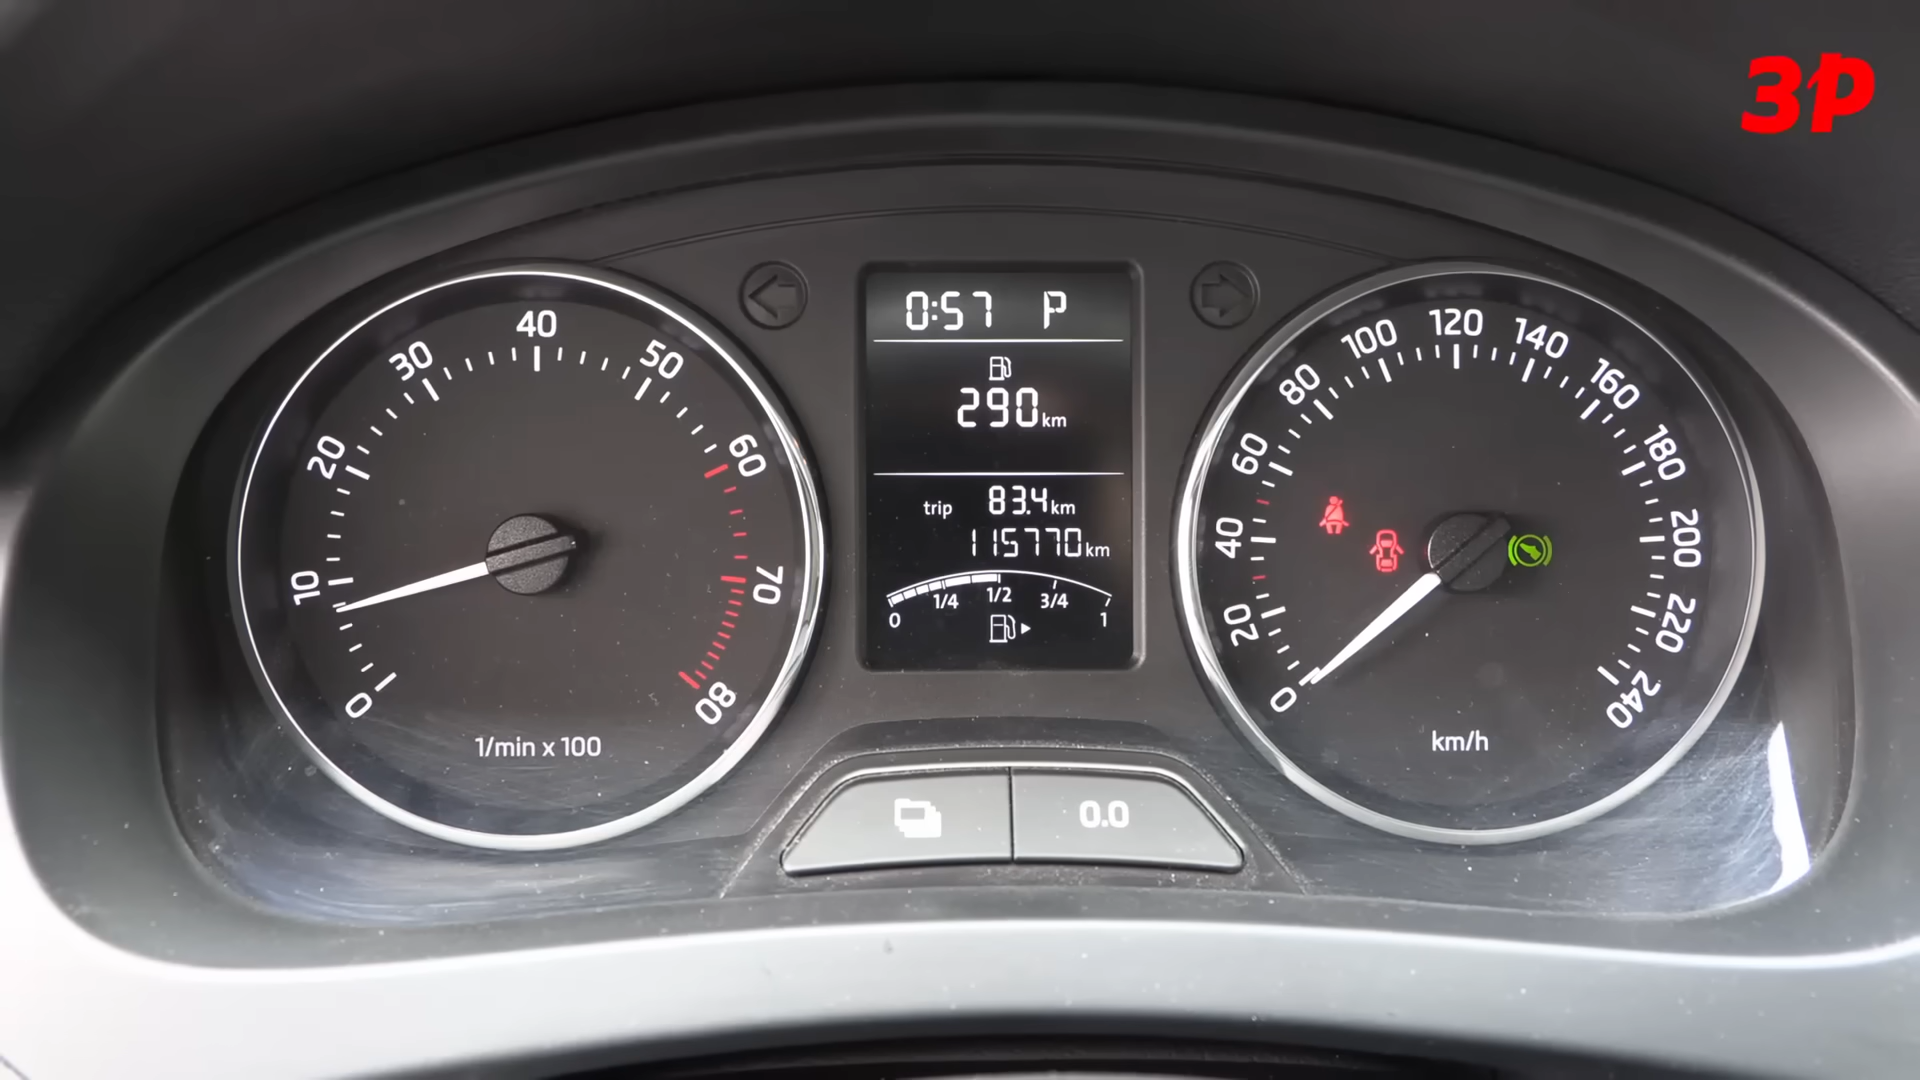 3P
0:57 P
290 km
trip 83.4 km
115770 km
0 1/4 1/2 3/4 1
0 10 20 30 40 50 60 70 80
1/min x 100
0 20 40 60 80 100 120 140 160 180 200 220 240
km/h
0.0